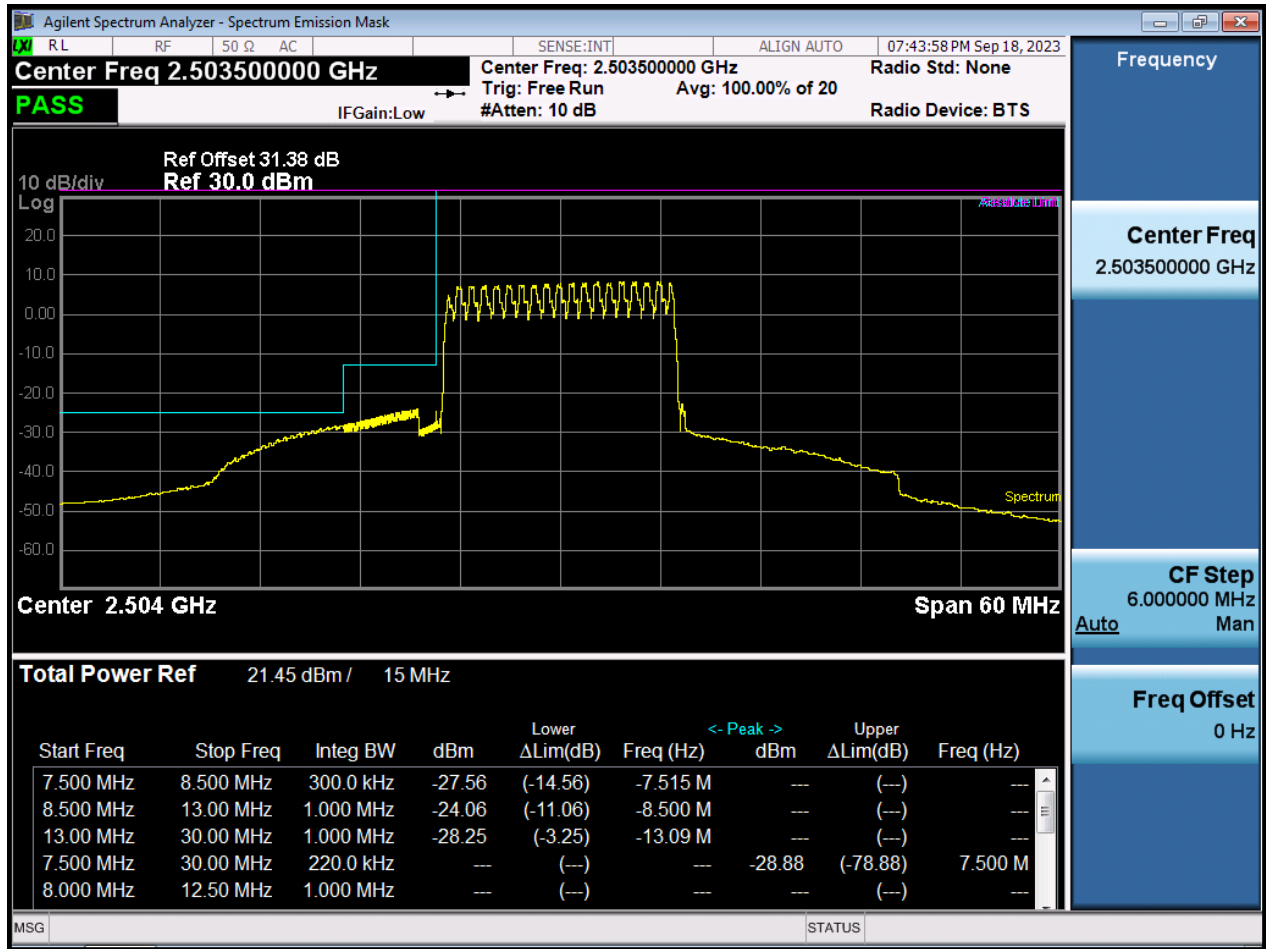 Agilent Spectrum Analyzer - Spectrum Emission Mask
LXI RL RF 50 Ω AC SENSE:INT ALIGN AUTO 07:43:58 PM Sep 18, 2023
Center Freq 2.503500000 GHz
Center Freq: 2.503500000 GHz Radio Std: None
Trig: Free Run Avg: 100.00% of 20
PASS
IFGain:Low #Atten: 10 dB Radio Device: BTS
Ref Offset 31.38 dB
10 dB/div Ref 30.0 dBm
Log
Limit
20.0
10.0
0.00
-10.0
-20.0
-30.0
-40.0
-50.0
Spectrum
-60.0
Center 2.504 GHz Span 60 MHz
Total Power Ref 21.45 dBm / 15 MHz
Lower <- Peak -> Upper
Start Freq Stop Freq Integ BW dBm ΔLim(dB) Freq (Hz) dBm ΔLim(dB) Freq (Hz)
7.500 MHz 8.500 MHz 300.0 kHz -27.56 (-14.56) -7.515 M --- (---) ---
8.500 MHz 13.00 MHz 1.000 MHz -24.06 (-11.06) -8.500 M --- (---) ---
13.00 MHz 30.00 MHz 1.000 MHz -28.25 (-3.25) -13.09 M --- (---) ---
7.500 MHz 30.00 MHz 220.0 kHz --- (---) --- -28.88 (-78.88) 7.500 M
8.000 MHz 12.50 MHz 1.000 MHz --- (---) --- --- (---) ---
MSG STATUS
Frequency
Center Freq
2.503500000 GHz
CF Step
6.000000 MHz
Auto Man
Freq Offset
0 Hz